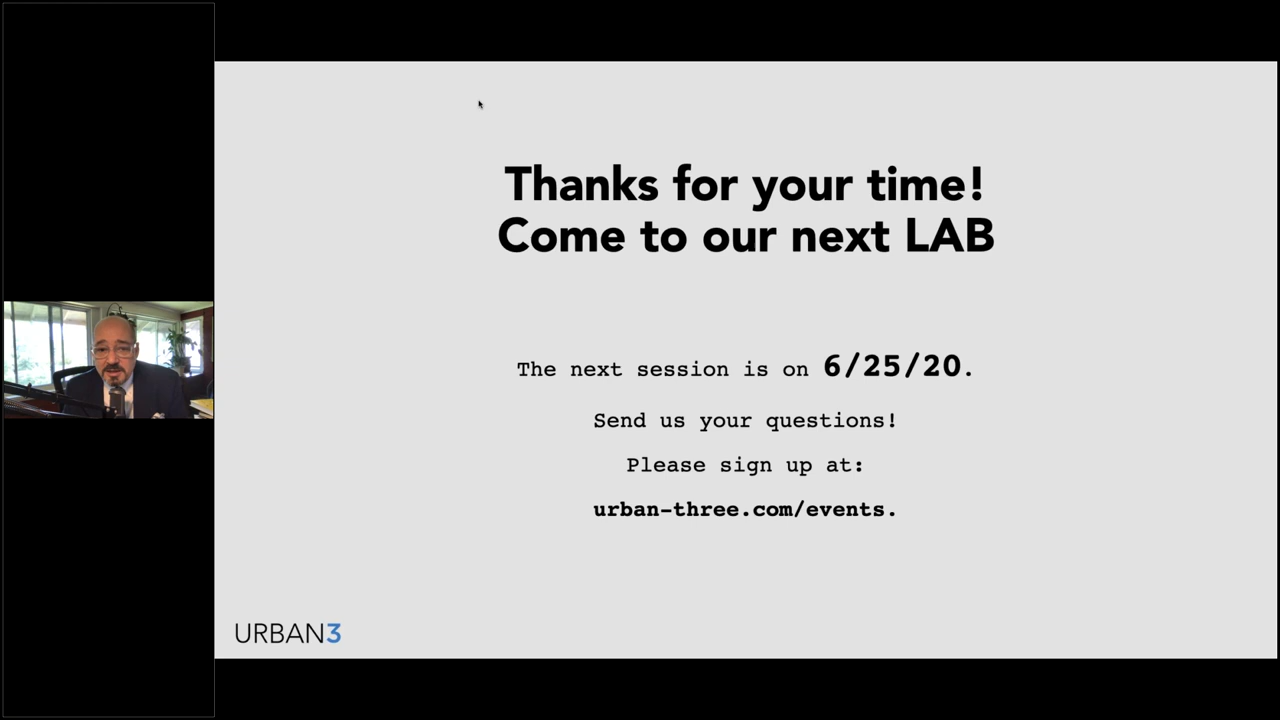 Thanks for your time!
Come to our next LAB
The next session is on 6/25/20.
Send us your questions!
Please sign up at:
urban-three.com/events.
URBAN3